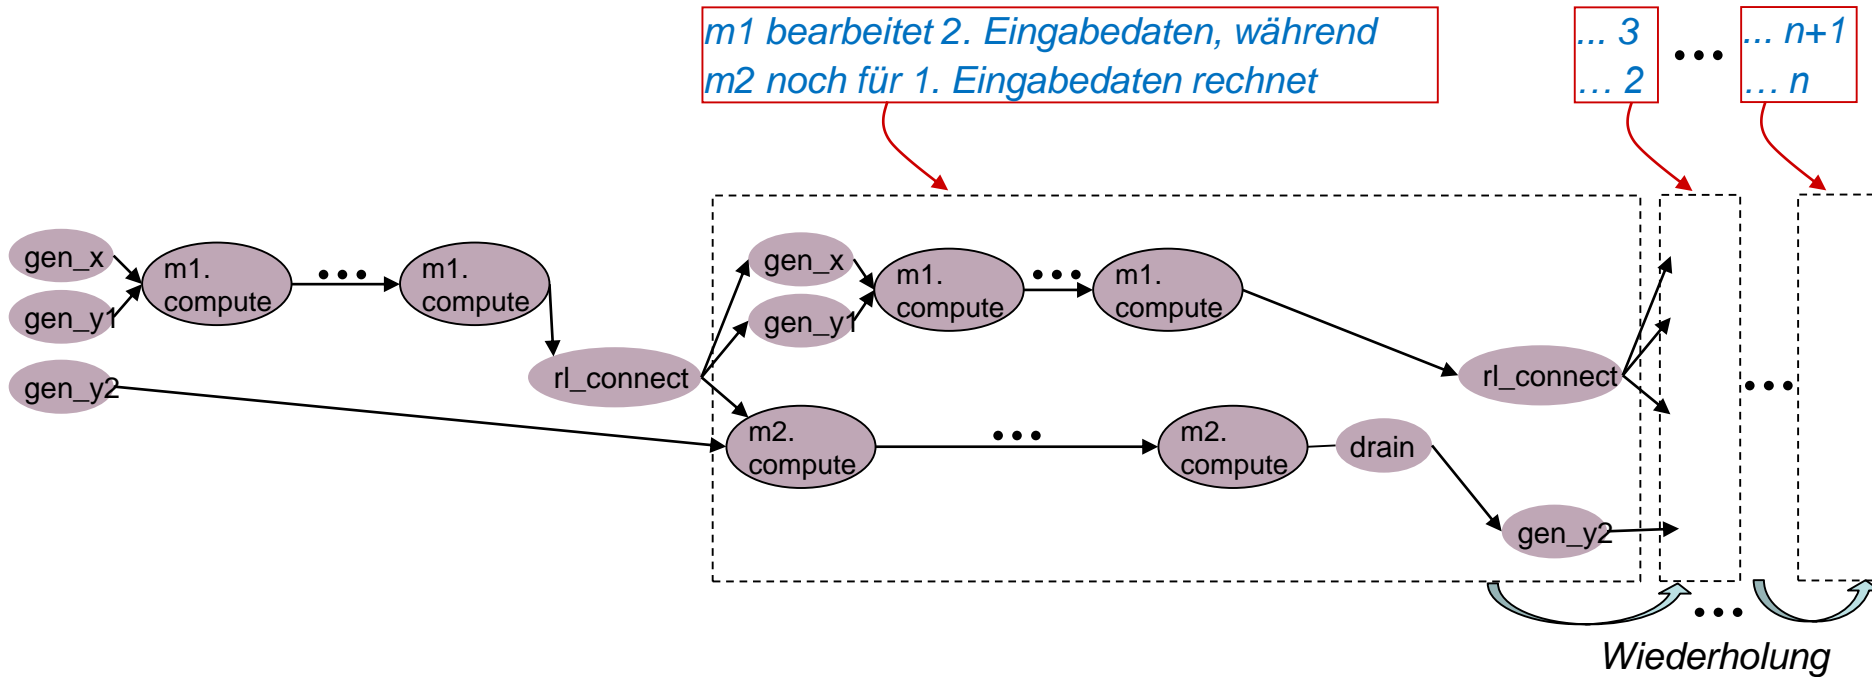 m1 bearbeitet 2. Eingabedaten, während
m2 noch für 1. Eingabedaten rechnet
... 3
... 2
...
... n+1
... n
gen_x
gen_y1
gen_y2
m1.
compute
...
m1.
compute
rl_connect
gen_x
gen_y1
m1.
compute
...
m1.
compute
rl_connect
m2.
compute
...
m2.
compute
drain
gen_y2
...
...
Wiederholung